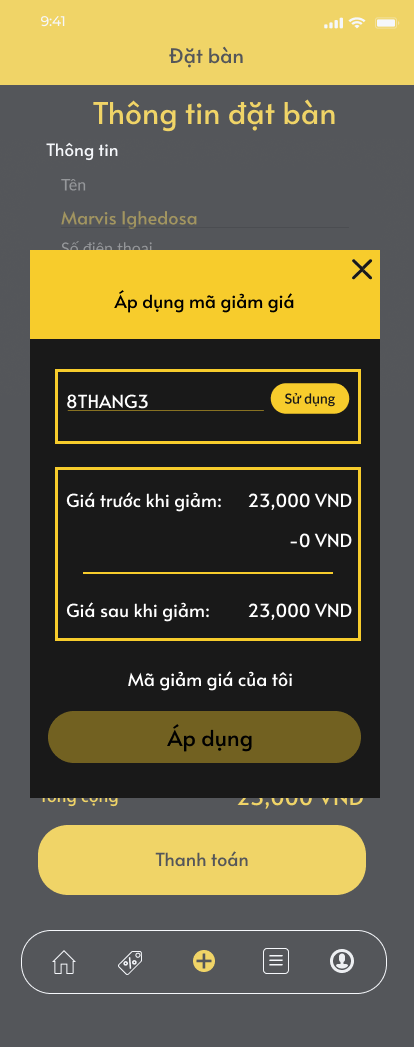 9:41
Đặt bàn
Thông tin đặt bàn
Thông tin
Tên
Marvis Ighedosa
Số điện thoại
Áp dụng mã giảm giá
8THANG3
Sử dụng
Giá trước khi giảm: 23,000 VND
-0 VND
Giá sau khi giảm: 23,000 VND
Mã giảm giá của tôi
Áp dụng
Tổng cộng 23,000 VND
Thanh toán